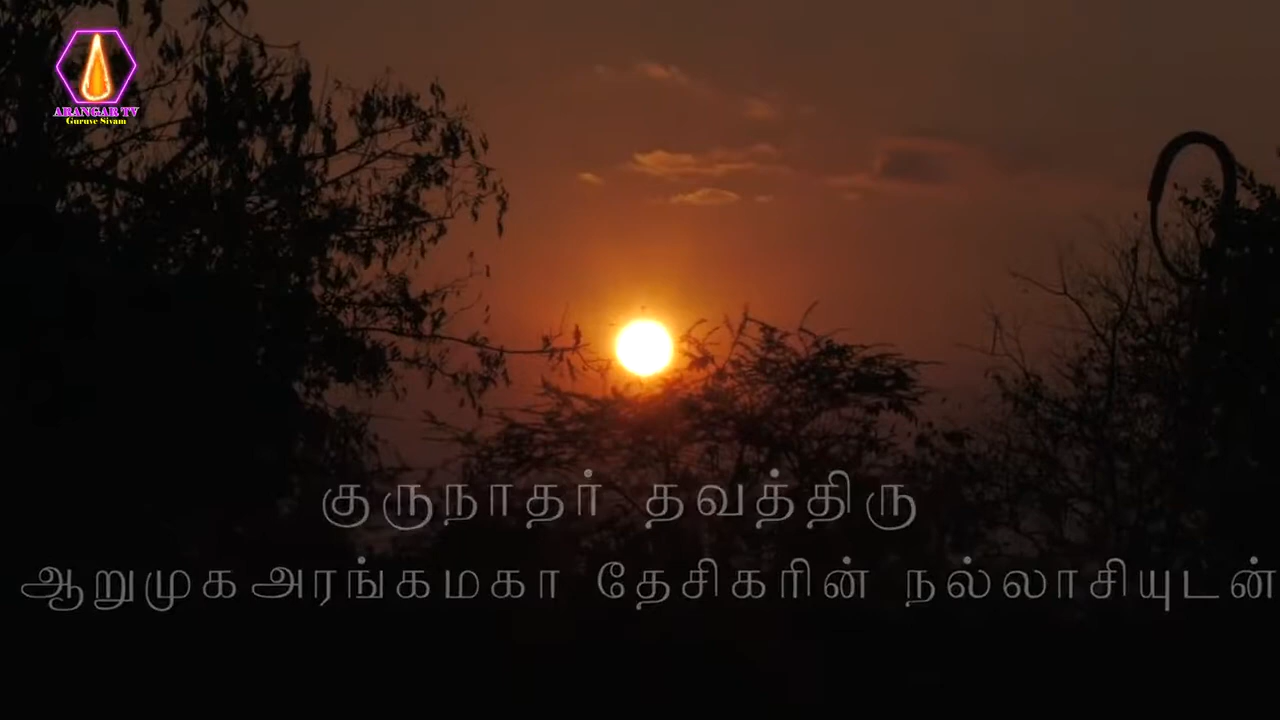 ARANGAR TV
Guruve Sivam
குருநாதர் தவத்திரு
ஆறுமுகஅரங்கமகா தேசிகரின் நல்லாசியுடன்